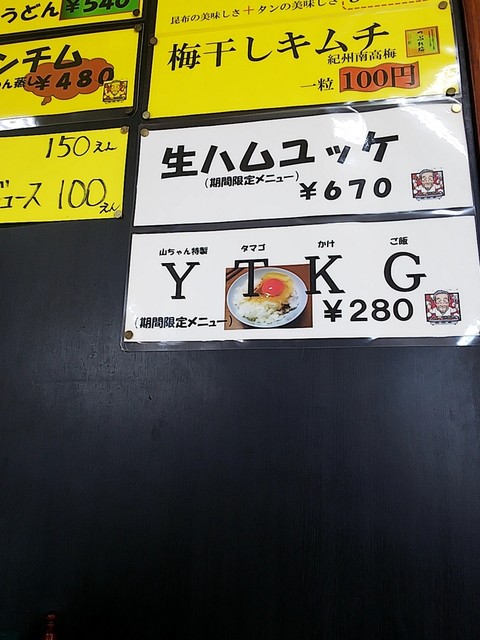 うどん ¥540
昆布の美味しさ＋タンの美味しさ
梅干しキムチ
紀州南高梅
一粒 100円
ンチム
ん蒸し ¥480
150えん
ュース 100えん
生ハムユッケ
(期間限定メニュー)
¥670
山ちゃん特製 タマゴ かけ ご飯
Y T K G
(期間限定メニュー) ¥280